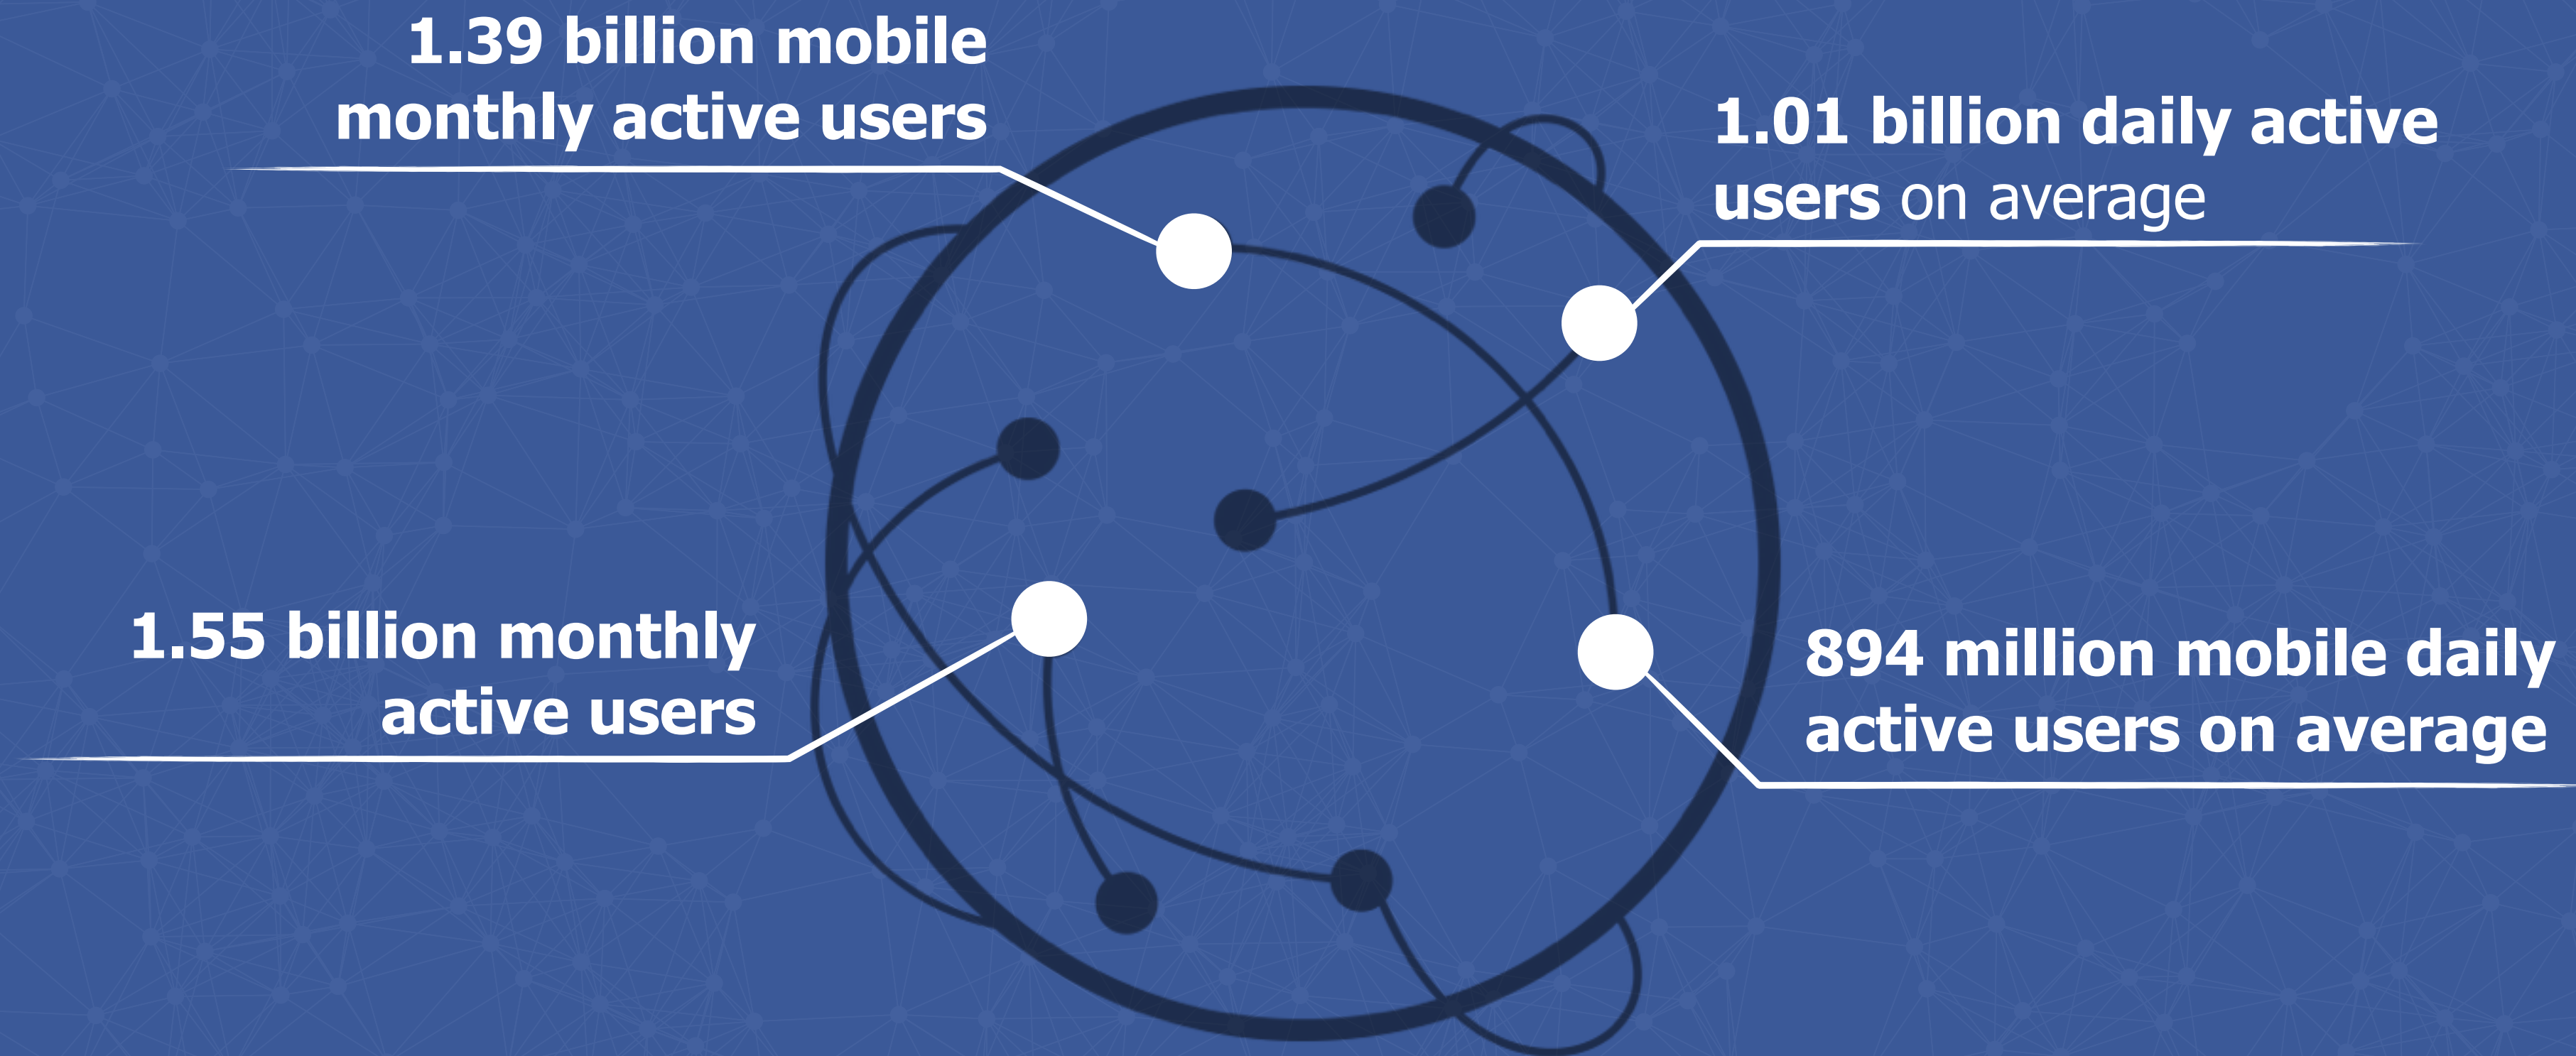 1.39 billion mobile
monthly active users
1.01 billion daily active
users on average
1.55 billion monthly
active users
894 million mobile daily
active users on average